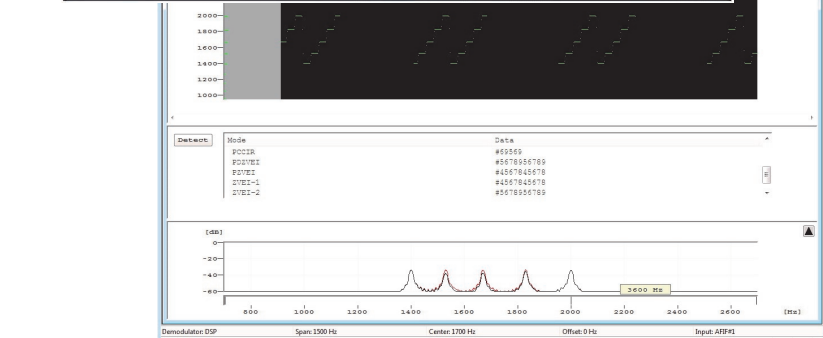 2000
1800
1600
1400
1200
1000
Detect
Mode Data
PCCIR #69569
PDZVEI #5678956789
PZVEI #4567845678
ZVEI-1 #4567845678
ZVEI-2 #5678956789
[dB]
0
-20
-40
-60
3600 Hz
800 1000 1200 1400 1600 1800 2000 2200 2400 2600 [Hz]
Demodulator: DSP Span: 1500 Hz Center: 1700 Hz Offset: 0 Hz Input: AFIF#1